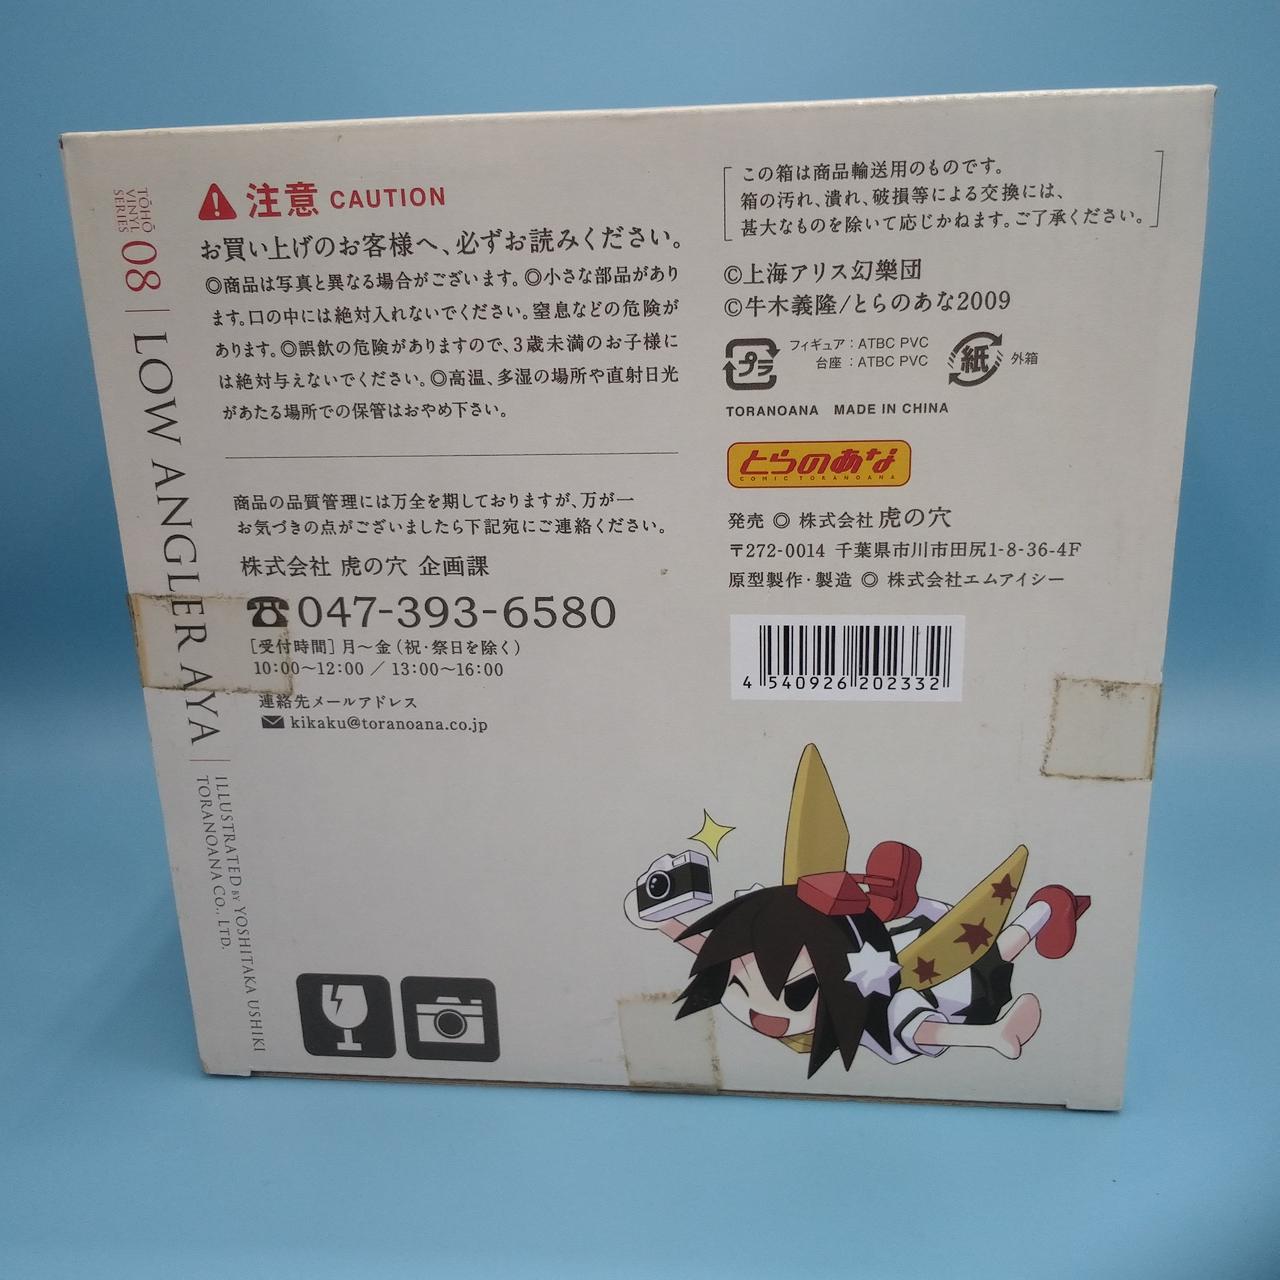 TŌHŌ
VINYL
SERIES
08
LOW ANGLER AYA
ILLUSTRATED BY YOSHITAKA USHIKI
TORANOANA CO., LTD.
注意 CAUTION
お買い上げのお客様へ、必ずお読みください。
◎商品は写真と異なる場合がございます。◎小さな部品があり
ます。口の中には絶対入れないでください。窒息などの危険が
あります。◎誤飲の危険がありますので、3歳未満のお子様に
は絶対与えないでください。◎高温、多湿の場所や直射日光
があたる場所での保管はおやめ下さい。
商品の品質管理には万全を期しておりますが、万が一
お気づきの点がございましたら下記宛にご連絡ください。
株式会社 虎の穴 企画課
☎047-393-6580
［受付時間］月〜金（祝・祭日を除く）
10:00〜12:00 ／ 13:00〜16:00
連絡先メールアドレス
kikaku@toranoana.co.jp
この箱は商品輸送用のものです。
箱の汚れ、潰れ、破損等による交換には、
甚大なものを除いて応じかねます。ご了承ください。
©上海アリス幻樂団
©牛木義隆/とらのあな2009
プラ
フィギュア：ATBC PVC
台座：ATBC PVC
紙
外箱
TORANOANA MADE IN CHINA
とらのあな
COMIC TORANOANA
発売 ◎ 株式会社 虎の穴
〒272-0014 千葉県市川市田尻1-8-36-4F
原型製作・製造 ◎ 株式会社エムアイシー
4 540926 202332